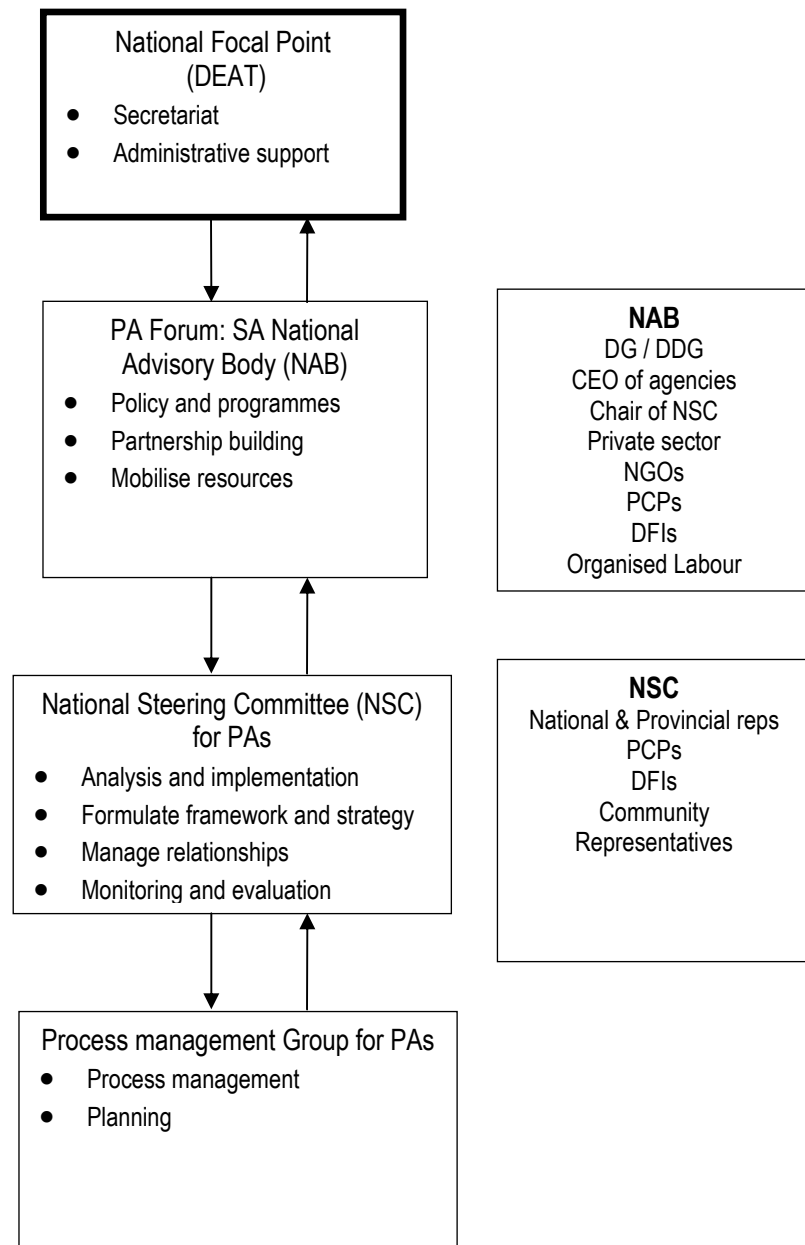 National Focal Point
(DEAT)
● Secretariat
● Administrative support
PA Forum: SA National
Advisory Body (NAB)
● Policy and programmes
● Partnership building
● Mobilise resources
NAB
DG / DDG
CEO of agencies
Chair of NSC
Private sector
NGOs
PCPs
DFIs
Organised Labour
National Steering Committee (NSC)
for PAs
● Analysis and implementation
● Formulate framework and strategy
● Manage relationships
● Monitoring and evaluation
NSC
National & Provincial reps
PCPs
DFIs
Community
Representatives
Process management Group for PAs
● Process management
● Planning